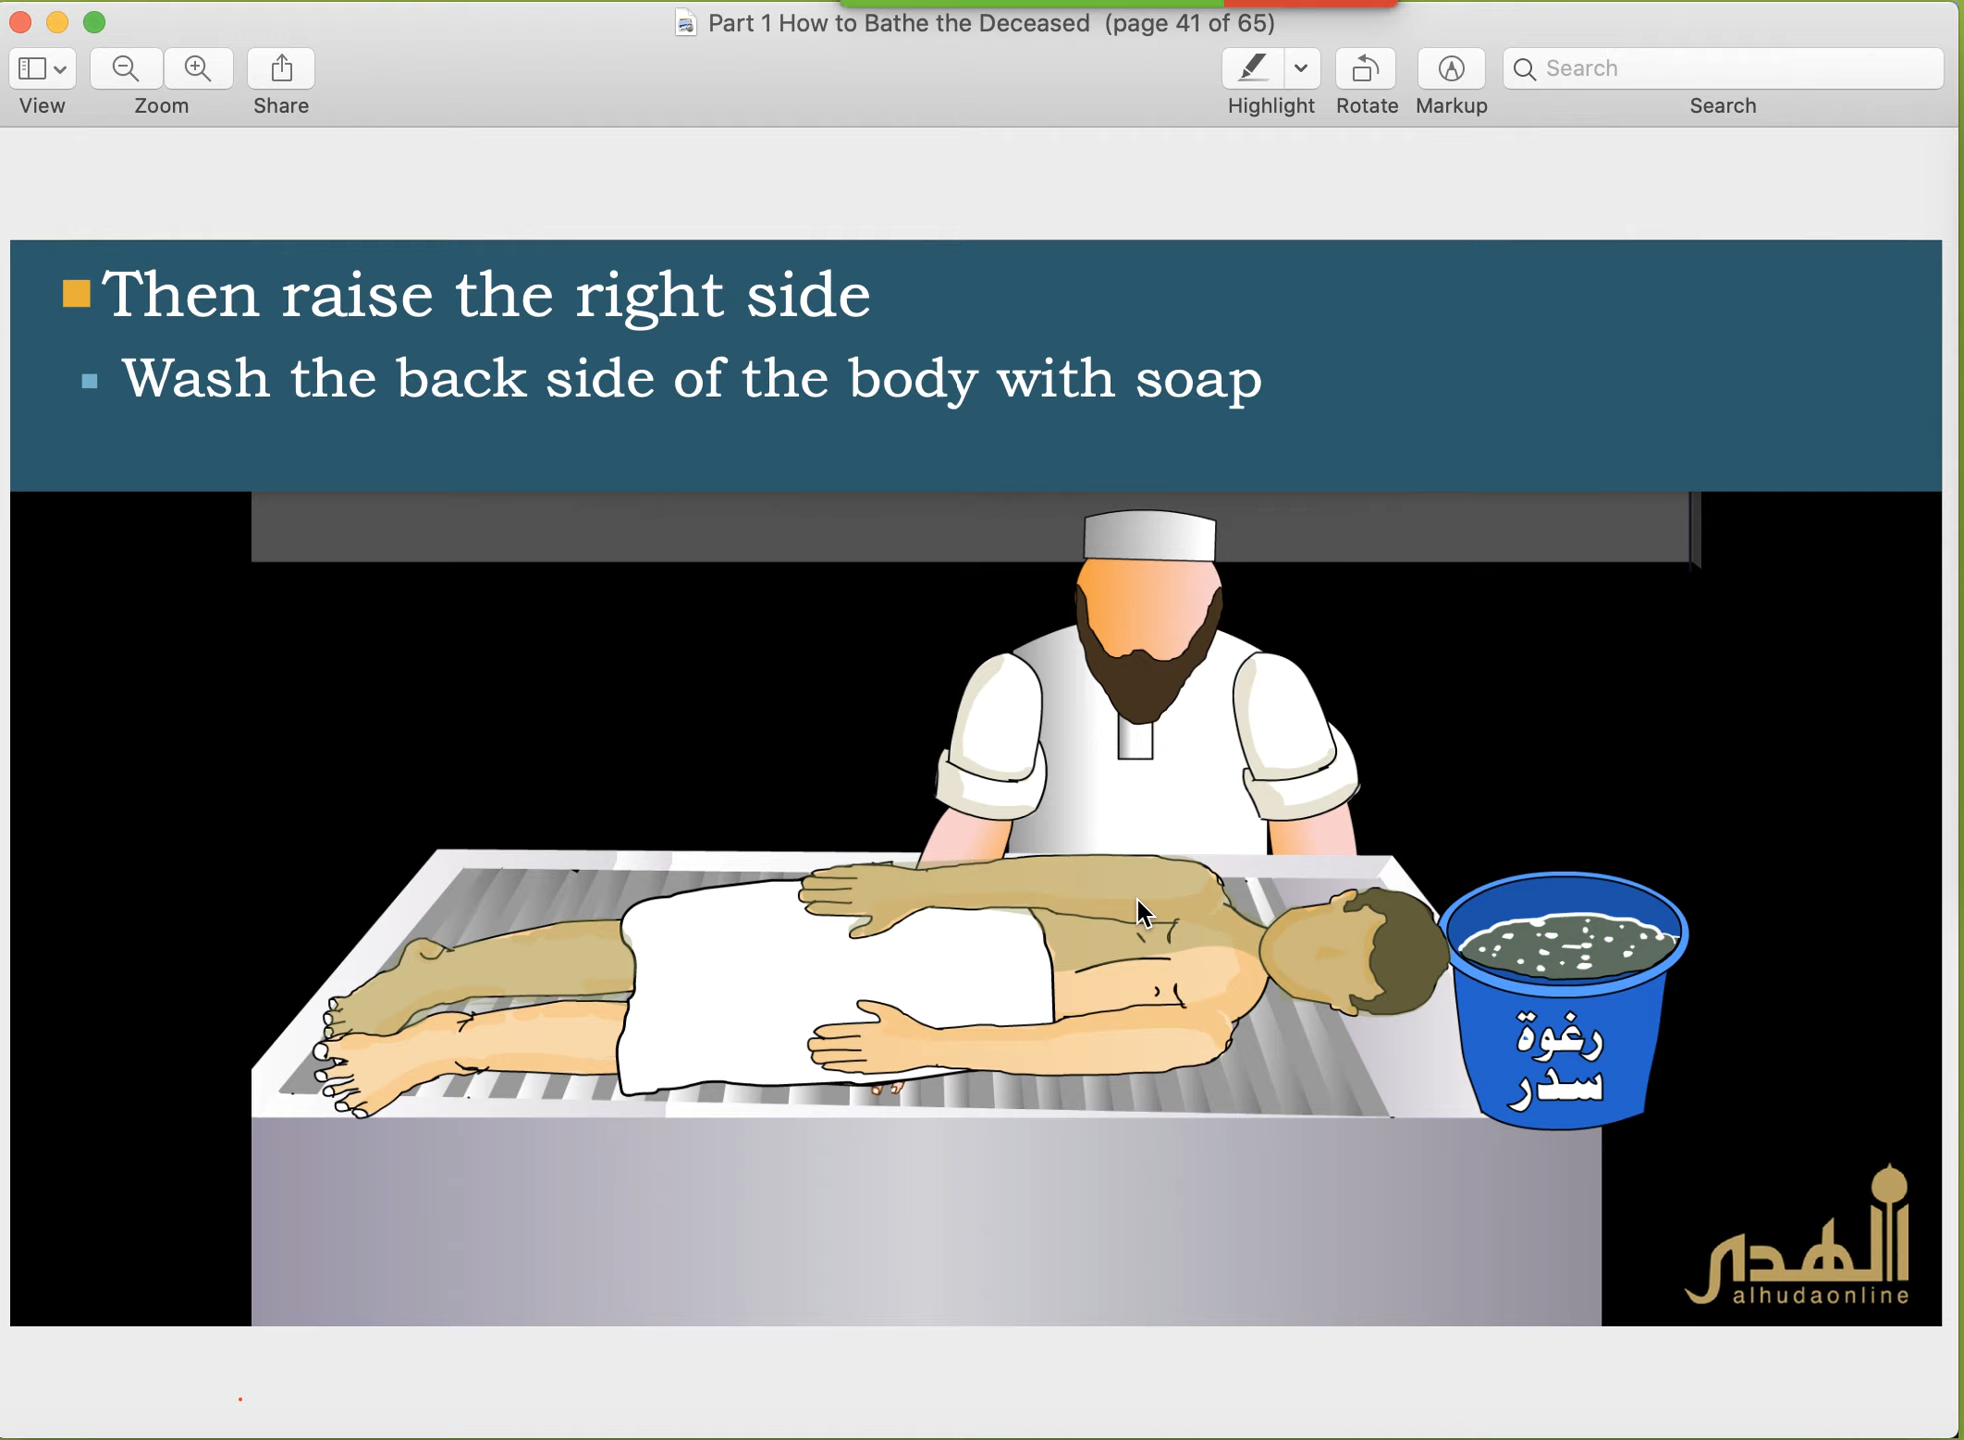 Part 1 How to Bathe the Deceased (page 41 of 65)
View
Zoom
Share
Highlight
Rotate
Markup
Search
Search
Then raise the right side
Wash the back side of the body with soap
رغوة
سدر
الهدى
alhudaonline